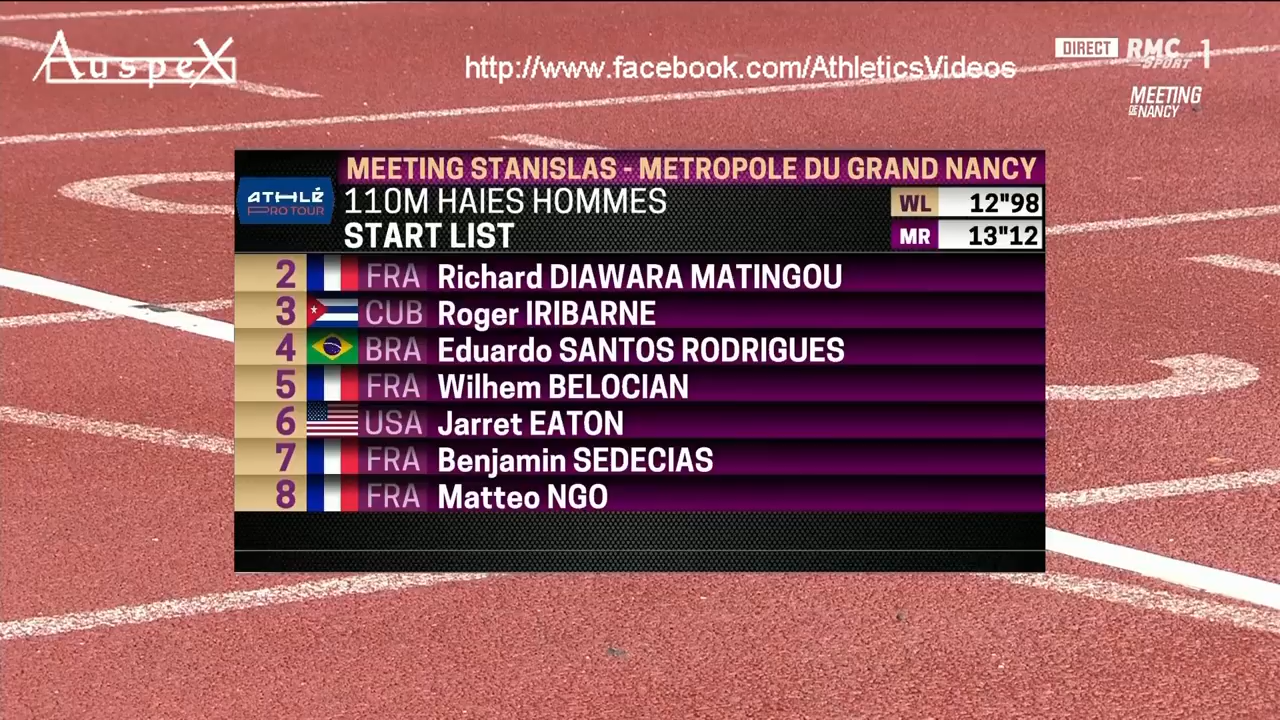 AuspeX
http://www.facebook.com/AthleticsVideos
DIRECT RMC SPORT 1
MEETING DE NANCY
MEETING STANISLAS - METROPOLE DU GRAND NANCY
ATHLÉ PRO TOUR
110M HAIES HOMMES
START LIST
WL 12"98
MR 13"12
2 FRA Richard DIAWARA MATINGOU
3 CUB Roger IRIBARNE
4 BRA Eduardo SANTOS RODRIGUES
5 FRA Wilhem BELOCIAN
6 USA Jarret EATON
7 FRA Benjamin SEDECIAS
8 FRA Matteo NGO